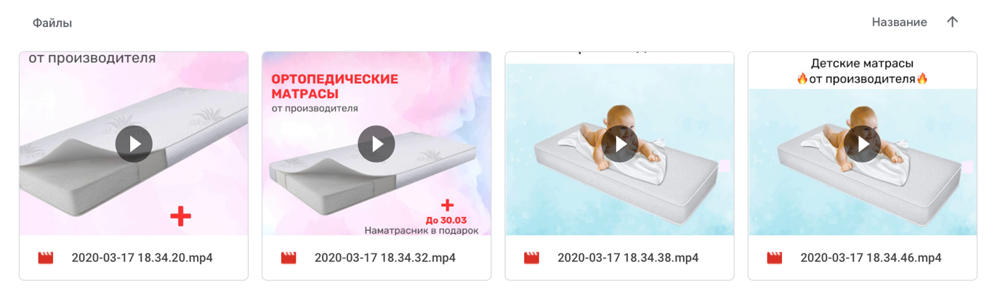 Файлы
Название
от производителя
ОРТОПЕДИЧЕСКИЕ
МАТРАСЫ
от производителя
До 30.03
Наматрасник в подарок
Детские матрасы
🔥от производителя🔥
2020-03-17 18.34.20.mp4
2020-03-17 18.34.32.mp4
2020-03-17 18.34.38.mp4
2020-03-17 18.34.46.mp4